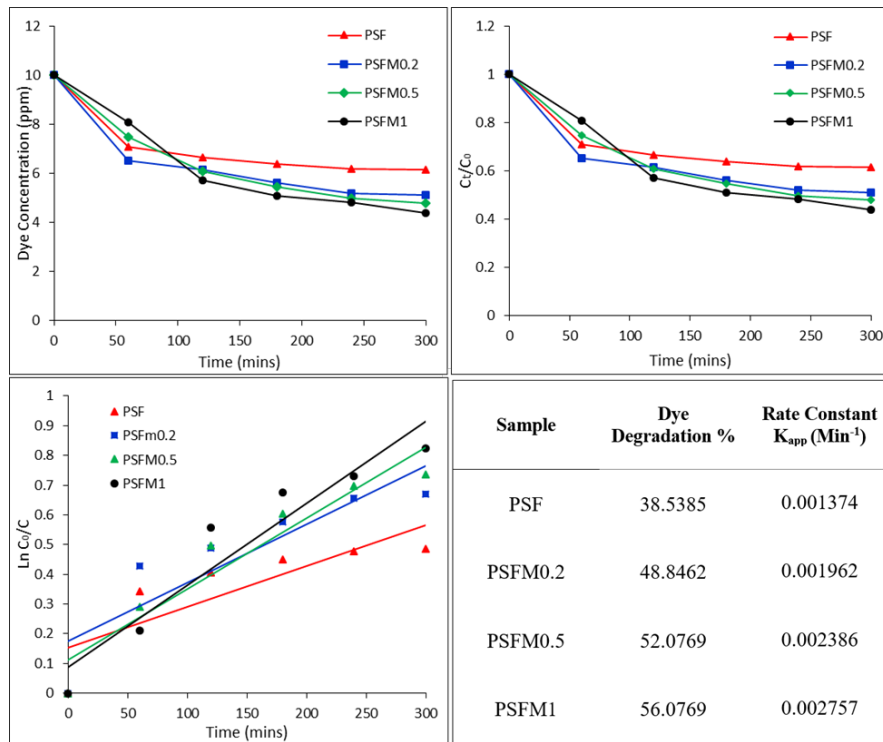 12
10
8
6
4
2
0
0
50
100
150
200
250
300
Dye Concentration (ppm)
Time (mins)
PSF
PSFM0.2
PSFM0.5
PSFM1
1.2
1
0.8
0.6
0.4
0.2
0
0
50
100
150
200
250
300
Cₜ/C₀
Time (mins)
PSF
PSFM0.2
PSFM0.5
PSFM1
1
0.9
0.8
0.7
0.6
0.5
0.4
0.3
0.2
0.1
0
0
50
100
150
200
250
300
Ln C₀/C
Time (mins)
PSF
PSFm0.2
PSFM0.5
PSFM1
Sample Dye Degradation % Rate Constant Kapp (Min⁻¹)
PSF 38.5385 0.001374
PSFM0.2 48.8462 0.001962
PSFM0.5 52.0769 0.002386
PSFM1 56.0769 0.002757